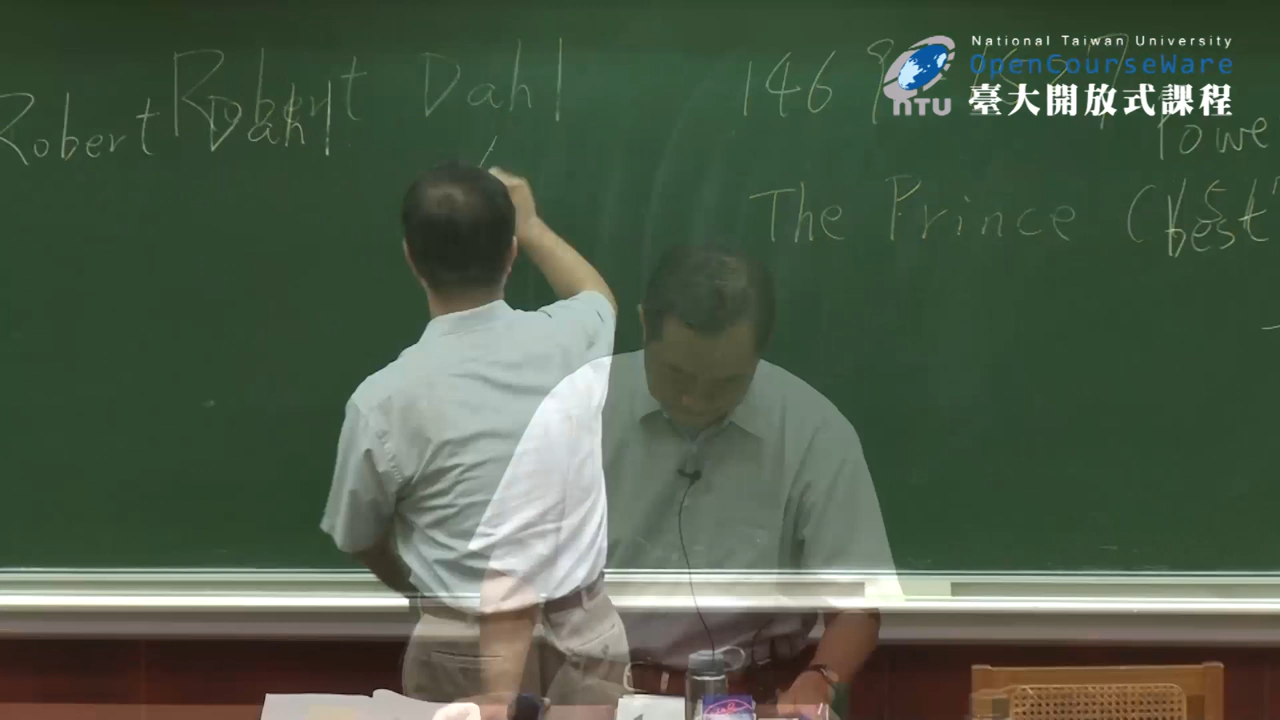 Robert Dahl
Robert Dahl
146
The Prince (best
National Taiwan University
OpenCourseWare
臺大開放式課程
NTU